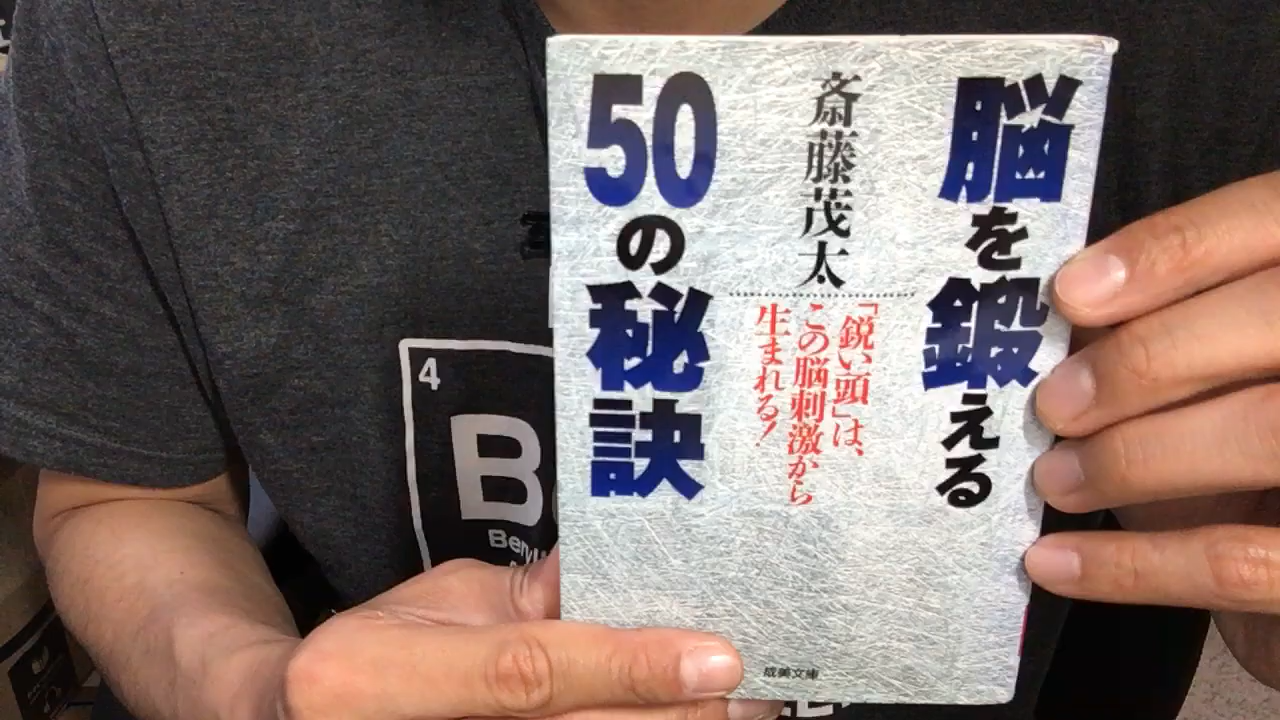 脳を鍛える
斎藤茂太
「鋭い頭」は、
この脳刺激から
生まれる!
50の秘訣
成美文庫
4